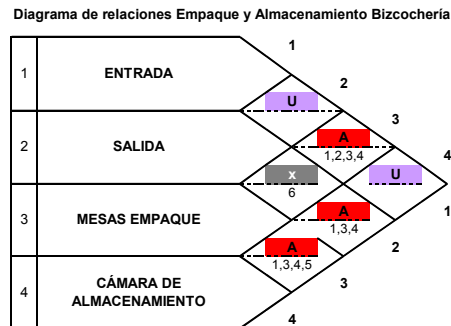 Diagrama de relaciones Empaque y Almacenamiento Bizcochería
1
1 ENTRADA
2
U
3
2 SALIDA
A
1,2,3,4
4
x
6
U
1
3 MESAS EMPAQUE
A
1,3,4
2
A
1,3,4,5
3
4 CÁMARA DE
ALMACENAMIENTO
4